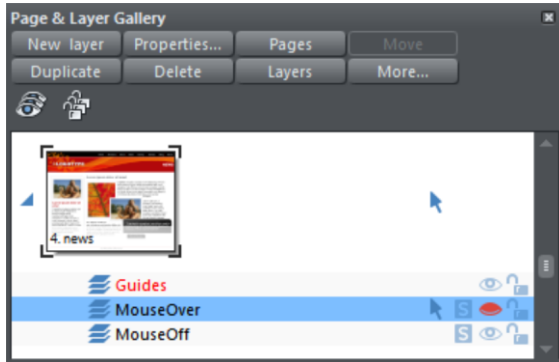 Page & Layer Gallery
New layer Properties... Pages Move
Duplicate Delete Layers More...
4. news
Guides
MouseOver
S
MouseOff
S